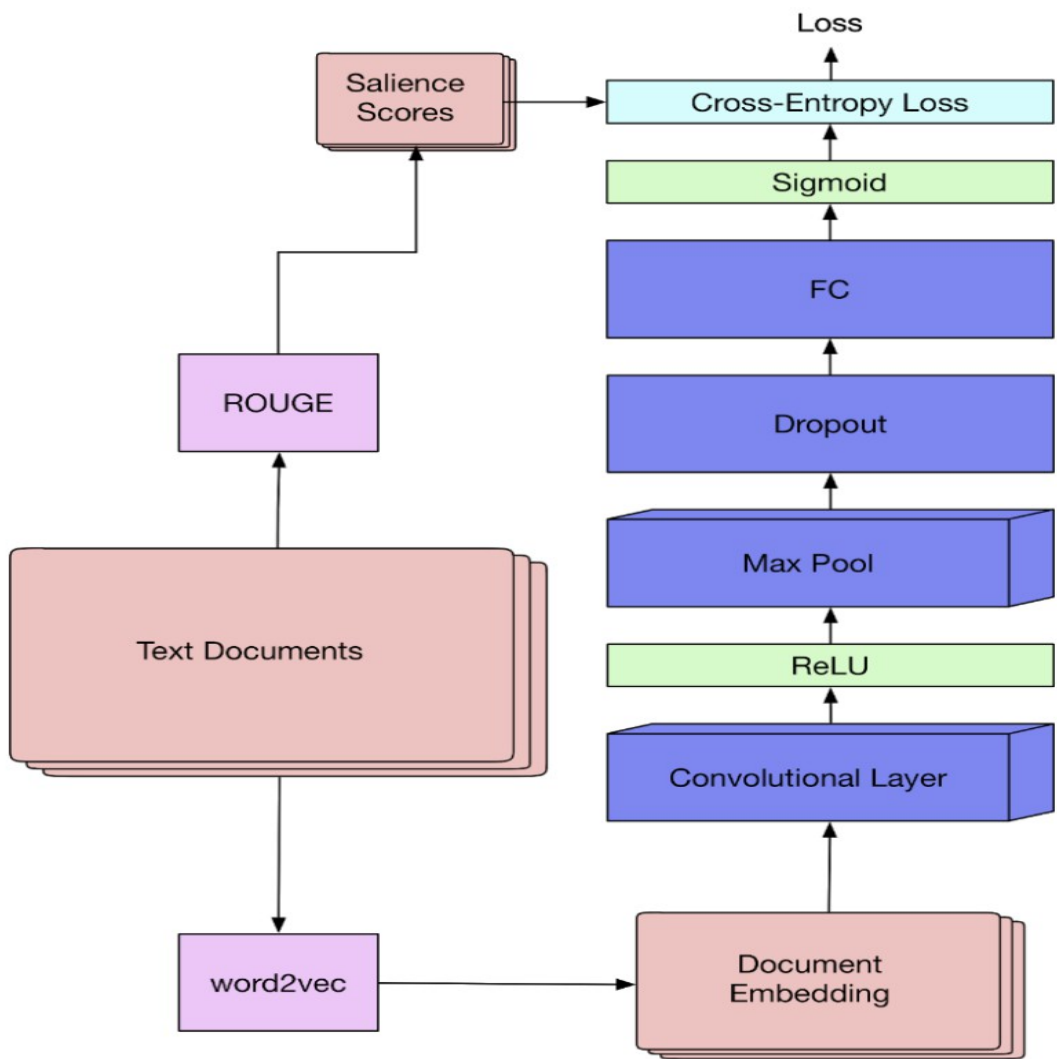 Loss
Salience
Scores
Cross-Entropy Loss
Sigmoid
FC
ROUGE
Dropout
Max Pool
Text Documents
ReLU
Convolutional Layer
word2vec
Document
Embedding